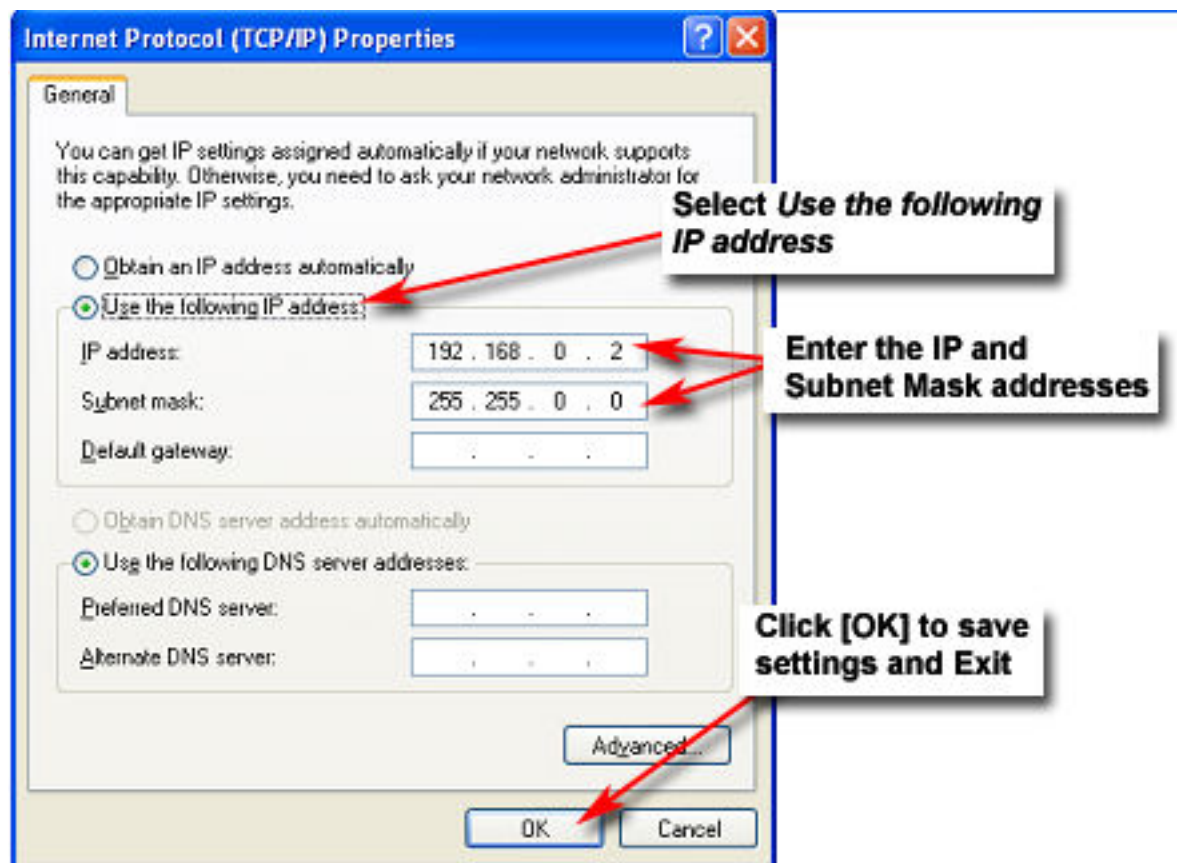 Internet Protocol (TCP/IP) Properties
General
You can get IP settings assigned automatically if your network supports
this capability. Otherwise, you need to ask your network administrator for
the appropriate IP settings.
Select Use the following
IP address
Obtain an IP address automatically
Use the following IP address:
IP address:
192 . 168 . 0 . 2
Enter the IP and
Subnet Mask addresses
Subnet mask:
255 . 255 . 0 . 0
Default gateway:
. . .
Obtain DNS server address automatically
Use the following DNS server addresses:
Preferred DNS server:
. . .
Alternate DNS server:
. . .
Click [OK] to save
settings and Exit
Advanced...
OK
Cancel